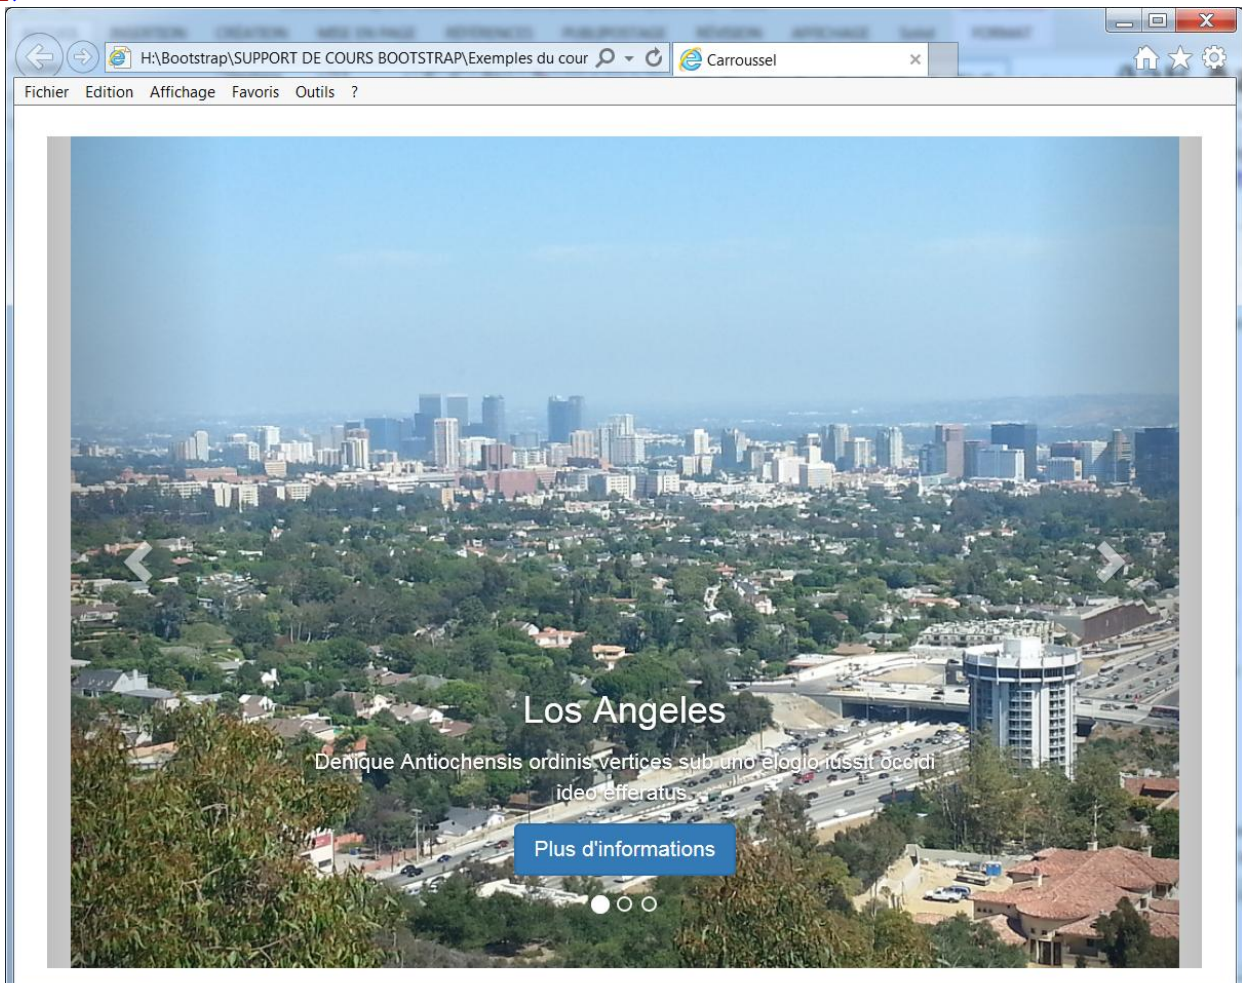 H:\Bootstrap\SUPPORT DE COURS BOOTSTRAP\Exemples du cour
Carroussel
Fichier Edition Affichage Favoris Outils ?
Los Angeles
Denique Antiochensis ordinis vertices sub uno elogio iussit occidi
ideo efferatus...
Plus d'informations